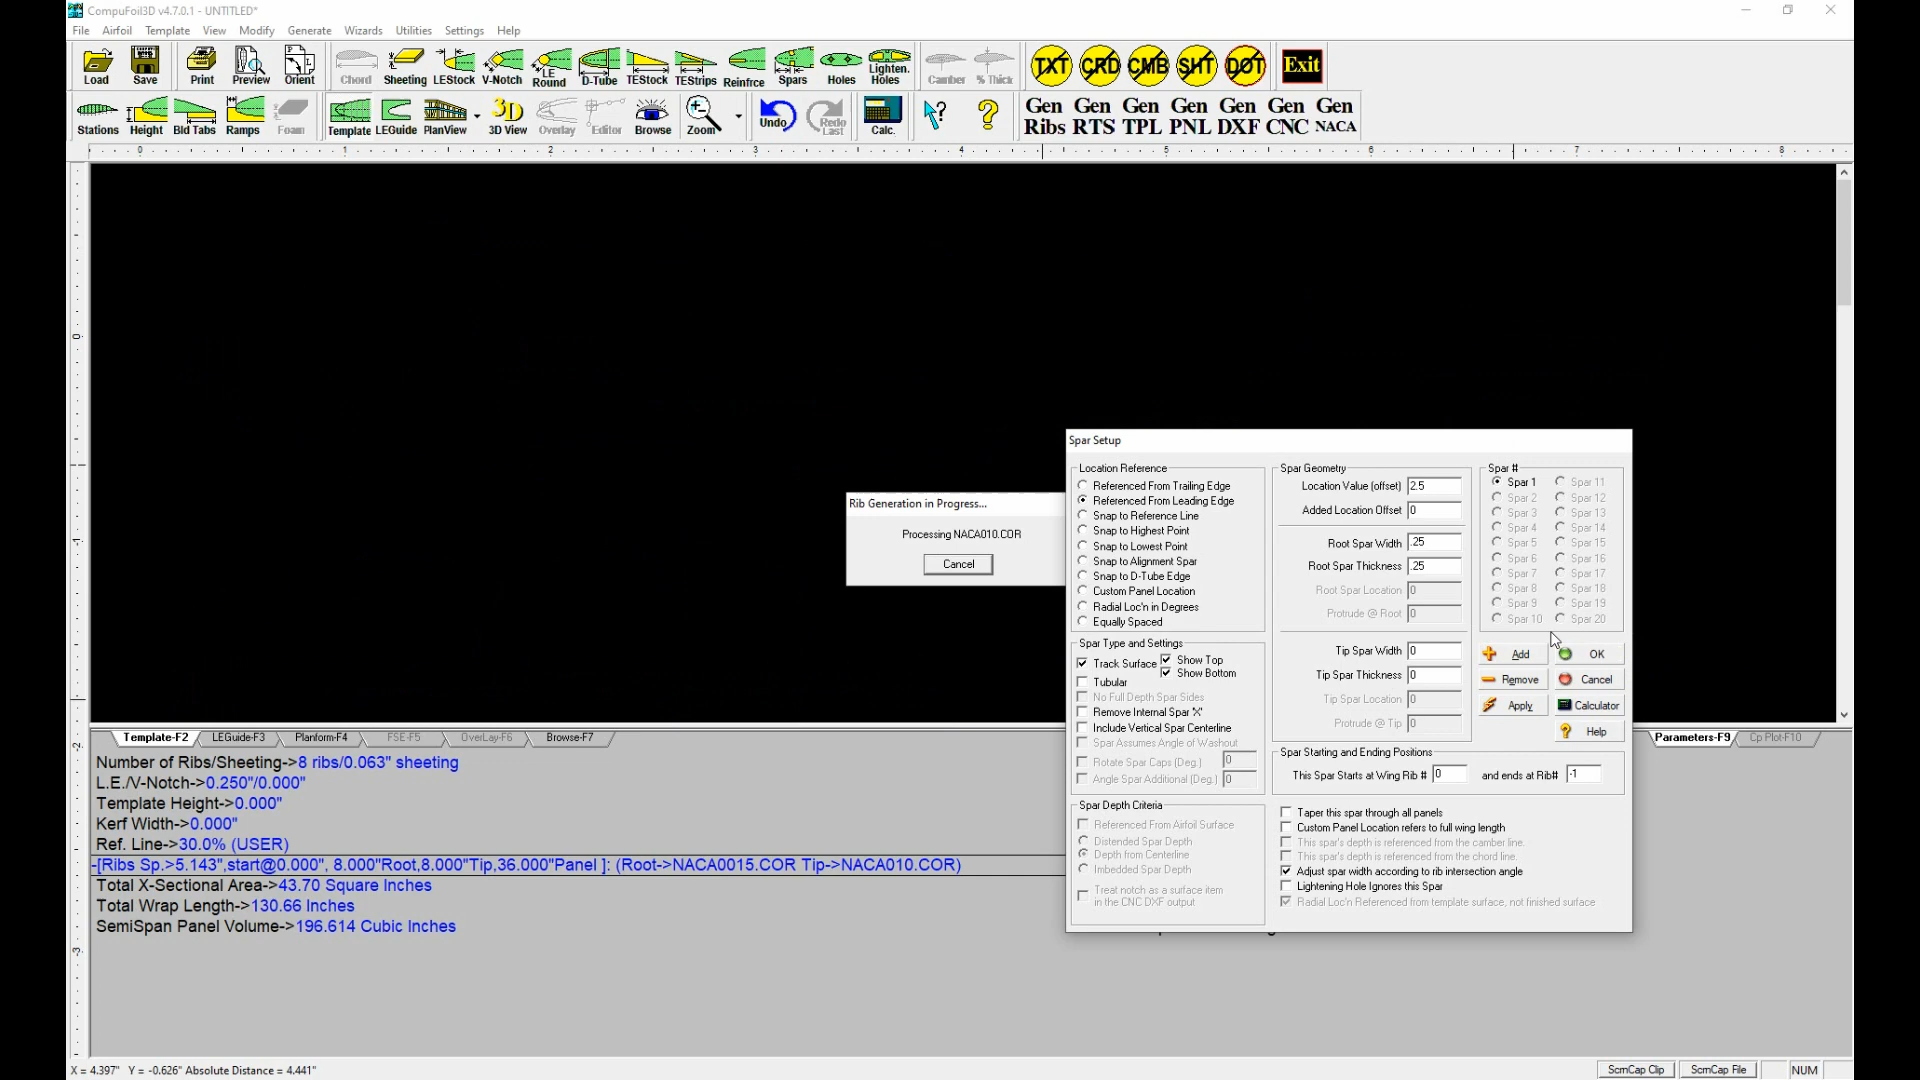 CompuFoil3D v4.7.0.1 - UNTITLED*
File Airfoil Template View Modify Generate Wizards Utilities Settings Help
Load Save Print Preview Orient Chord Sheeting LEStock V-Notch LE Round D-Tube TEStock TEStrips Reinfrce Spars Holes Lighten. Holes Camber % Thick TXT CRD CMB SHT DOT Exit
Stations Height Bld Tabs Ramps Foam Template LEGuide PlanView 3D View Overlay Editor Browse Zoom Undo Redo Last Calc. Gen Ribs Gen RTS Gen TPL Gen PNL Gen DXF Gen CNC Gen NACA
0 1 2 3 4 5 6 7 8
0
-1
-2
-3
Rib Generation in Progress...
Processing NACA010.COR
Cancel
Spar Setup
Location Reference
Referenced From Trailing Edge
Referenced From Leading Edge
Snap to Reference Line
Snap to Highest Point
Snap to Lowest Point
Snap to Alignment Spar
Snap to D-Tube Edge
Custom Panel Location
Radial Loc'n in Degrees
Equally Spaced
Spar Type and Settings
Track Surface Show Top
Show Bottom
Tubular
No Full Depth Spar Sides
Remove Internal Spar 'X'
Include Vertical Spar Centerline
Spar Assumes Angle of Washout
Rotate Spar Caps (Deg.) 0
Angle Spar Additional (Deg.) 0
Spar Depth Criteria
Referenced From Airfoil Surface
Distended Spar Depth
Depth from Centerline
Imbedded Spar Depth
Treat notch as a surface item
in the CNC DXF output
Spar Geometry
Location Value (offset) 2.5
Added Location Offset 0
Root Spar Width .25
Root Spar Thickness .25
Root Spar Location 0
Protrude @ Root 0
Tip Spar Width 0
Tip Spar Thickness 0
Tip Spar Location 0
Protrude @ Tip 0
Spar #
Spar 1 Spar 11
Spar 2 Spar 12
Spar 3 Spar 13
Spar 4 Spar 14
Spar 5 Spar 15
Spar 6 Spar 16
Spar 7 Spar 17
Spar 8 Spar 18
Spar 9 Spar 19
Spar 10 Spar 20
Add OK
Remove Cancel
Apply Calculator
Help
Spar Starting and Ending Positions
This Spar Starts at Wing Rib # 0 and ends at Rib# -1
Taper this spar through all panels
Custom Panel Location refers to full wing length
This spar's depth is referenced from the camber line.
This spar's depth is referenced from the chord line.
Adjust spar width according to rib intersection angle
Lightening Hole Ignores this Spar
Radial Loc'n Referenced from template surface, not finished surface
Template-F2 LEGuide-F3 Planform-F4 FSE-F5 OverLay-F6 Browse-F7 Parameters-F9 Cp Plot-F10
Number of Ribs/Sheeting->8 ribs/0.063" sheeting
L.E./V-Notch->0.250"/0.000"
Template Height->0.000"
Kerf Width->0.000"
Ref. Line->30.0% (USER)
-[Ribs Sp.>5.143",start@0.000", 8.000"Root,8.000"Tip,36.000"Panel ]: (Root->NACA0015.COR Tip->NACA010.COR)
Total X-Sectional Area->43.70 Square Inches
Total Wrap Length->130.66 Inches
SemiSpan Panel Volume->196.614 Cubic Inches
X = 4.397" Y = -0.626" Absolute Distance = 4.441" ScrnCap Clip ScrnCap File NUM